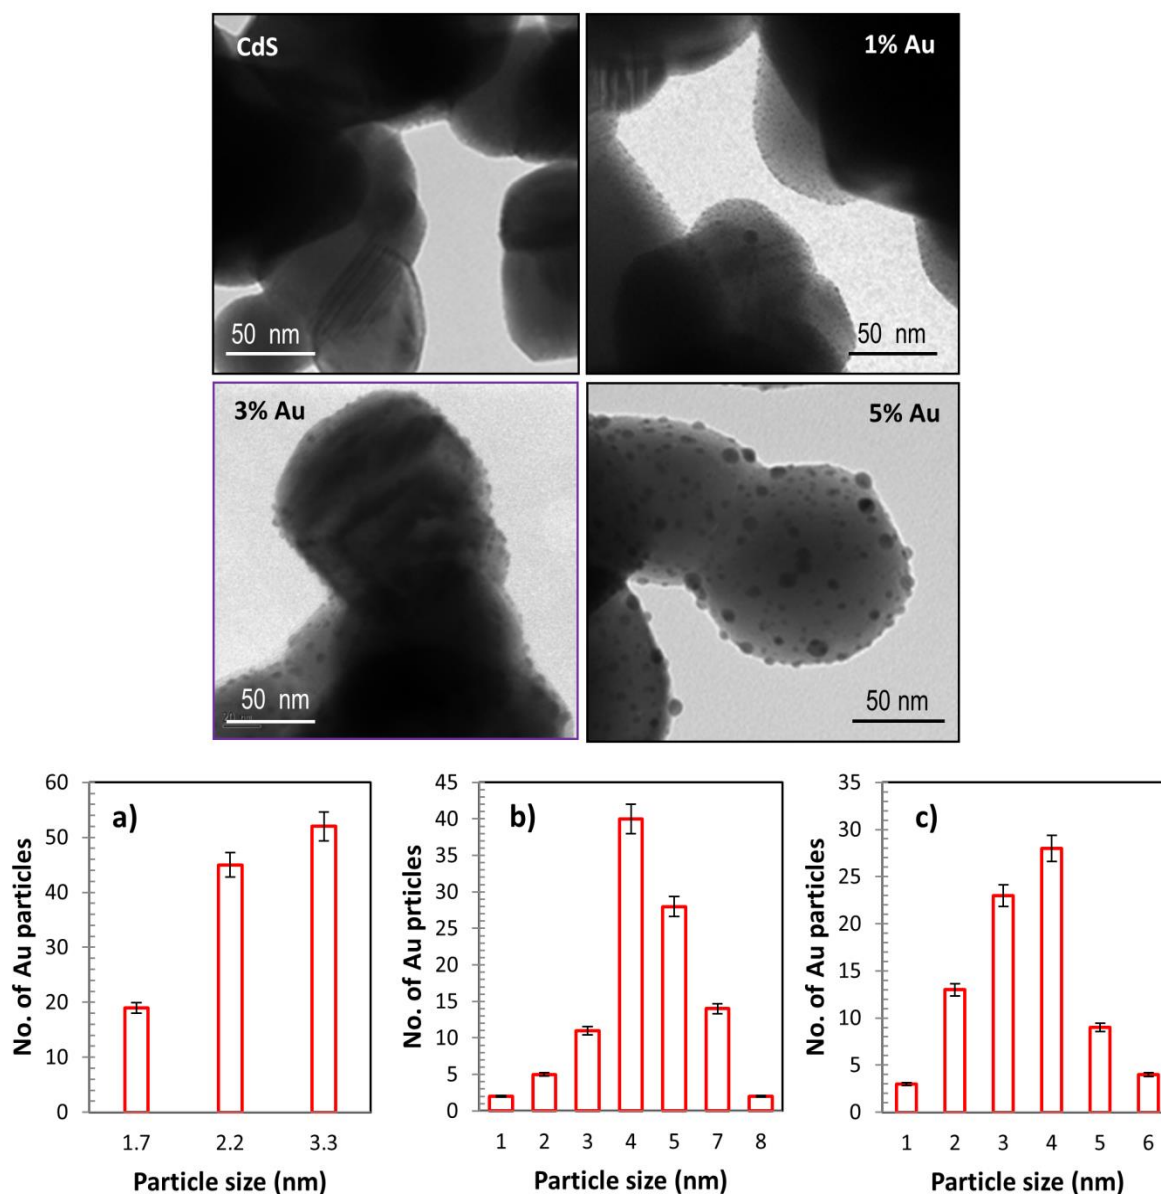 CdS
1% Au
50 nm
50 nm
3% Au
5% Au
50 nm
50 nm
a)
No. of Au particles
60
50
40
30
20
10
0
1.7 2.2 3.3
Particle size (nm)
b)
No. of Au prticles
45
40
35
30
25
20
15
10
5
0
1 2 3 4 5 7 8
Particle size (nm)
c)
No. of Au particles
35
30
25
20
15
10
5
0
1 2 3 4 5 6
Particle size (nm)